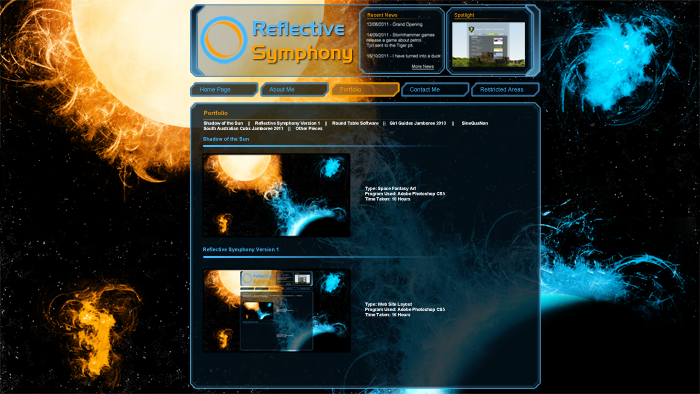 Reflective
Symphony
Recent News
12/08/2011 - Grand Opening
14/09/2011 - Stormhammer games
release a game about petrol.
Tori sent to the Tiger pit
15/10/2011 - I have turned into a duck
More News
Spotlight
Home Page
About Me
Portfolio
Contact Me
Restricted Areas
Portfolio
Shadow of the Sun || Reflective Symphony Version 1 || Round Table Software || Girl Guides Jamboree 2013 || SineQuaNon
South Australian Cubs Jamboree 2011 || Other Pieces
Shadow of the Sun
Type: Space Fantasy Art
Program Used: Adobe Photoshop CS5
Time Taken: 10 Hours
Reflective Symphony Version 1
Reflective
Symphony
Type: Web Site Layout
Program Used: Adobe Photoshop CS5
Time Taken: 16 Hours